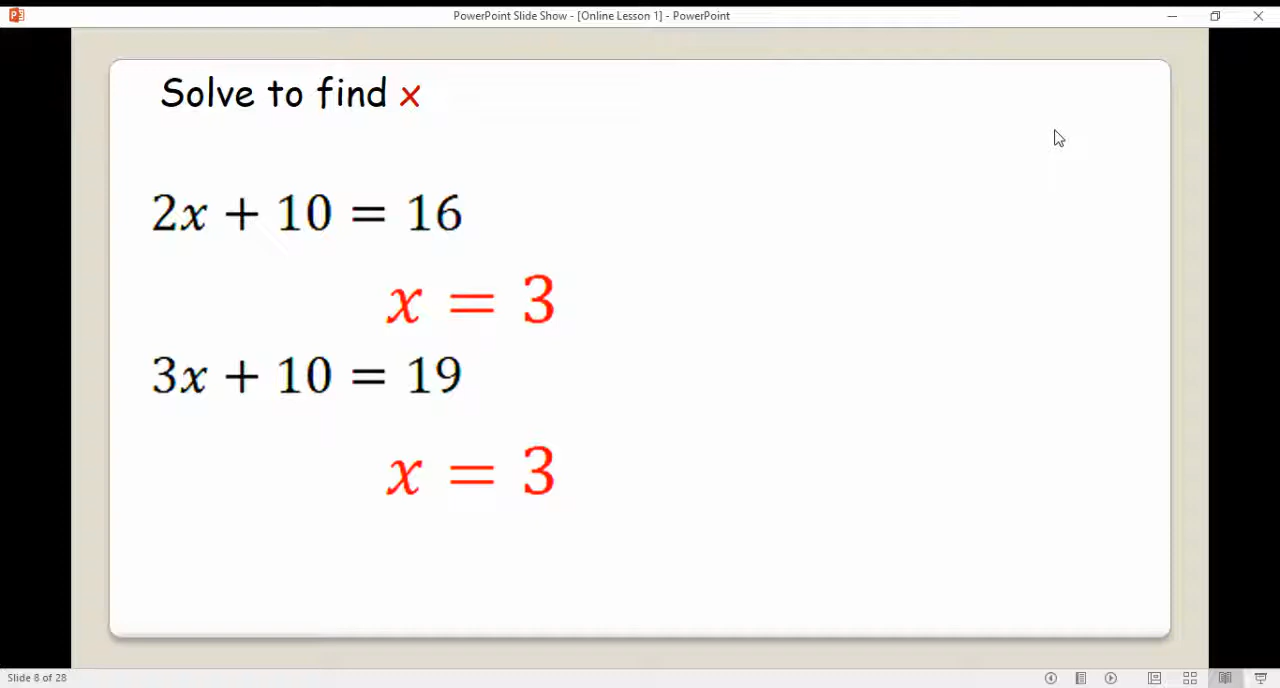 PowerPoint Slide Show - [Online Lesson 1] - PowerPoint
Solve to find x
2x + 10 = 16
x = 3
3x + 10 = 19
x = 3
Slide 8 of 28